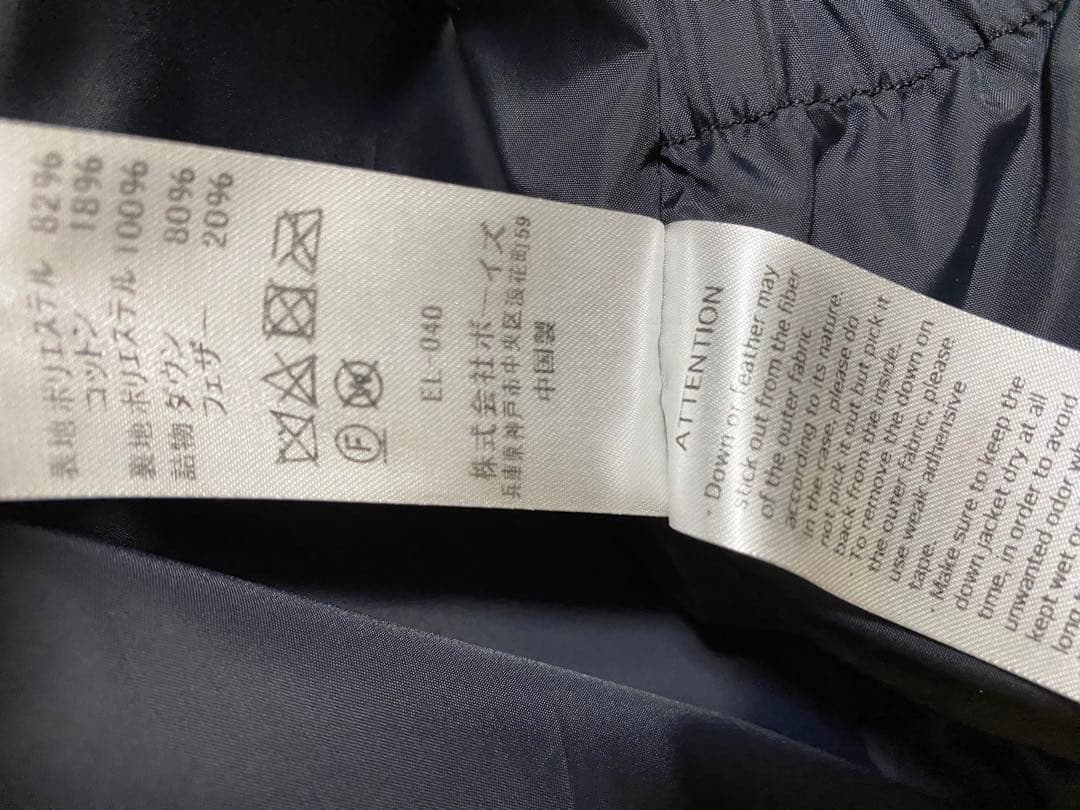 表地 ポリエステル 82%
コットン 18%
裏地 ポリエステル 100%
詰物 ダウン 80%
フェザー 20%
F
W
EL-040
株式会社ボーイズ
兵庫県神戸市中央区浪花町59
中国製
ATTENTION
・Down or feather may
stick out from the fiber
of the outer fabric
according to its nature.
in the case, please do
not pick it out but pick it
back from the inside.
・To remove the down on
the outer fabric, please
use weak adhensive
tape.
・Make sure to keep the
down jacket dry at all
time, in order to avoid
unwanted odor wh
kept wet or
long